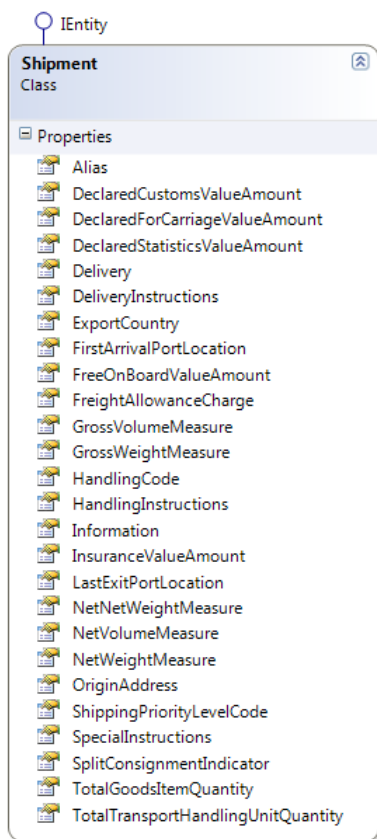 IEntity
Shipment
Class
Properties
Alias
DeclaredCustomsValueAmount
DeclaredForCarriageValueAmount
DeclaredStatisticsValueAmount
Delivery
DeliveryInstructions
ExportCountry
FirstArrivalPortLocation
FreeOnBoardValueAmount
FreightAllowanceCharge
GrossVolumeMeasure
GrossWeightMeasure
HandlingCode
HandlingInstructions
Information
InsuranceValueAmount
LastExitPortLocation
NetNetWeightMeasure
NetVolumeMeasure
NetWeightMeasure
OriginAddress
ShippingPriorityLevelCode
SpecialInstructions
SplitConsignmentIndicator
TotalGoodsItemQuantity
TotalTransportHandlingUnitQuantity